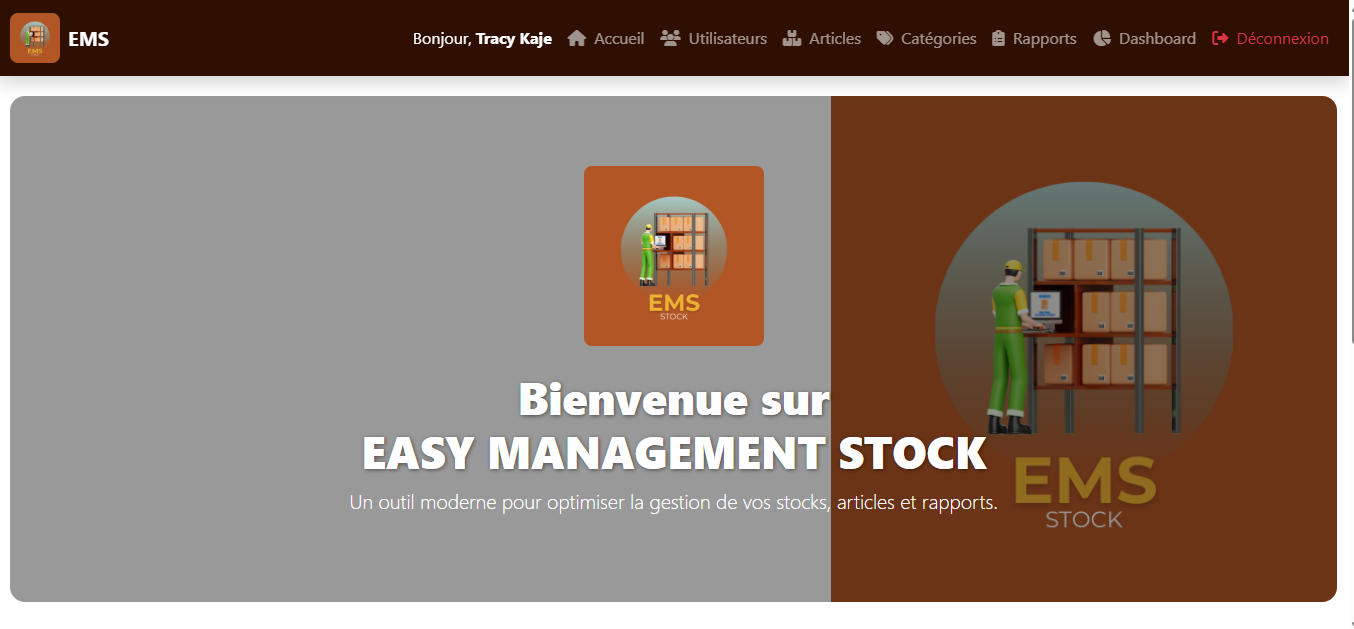 EMS
EMS
Bonjour, Tracy Kaje
Accueil
Utilisateurs
Articles
Catégories
Rapports
Dashboard
Déconnexion
EMS
STOCK
Bienvenue sur
EASY MANAGEMENT STOCK
Un outil moderne pour optimiser la gestion de vos stocks, articles et rapports.
EMS
STOCK